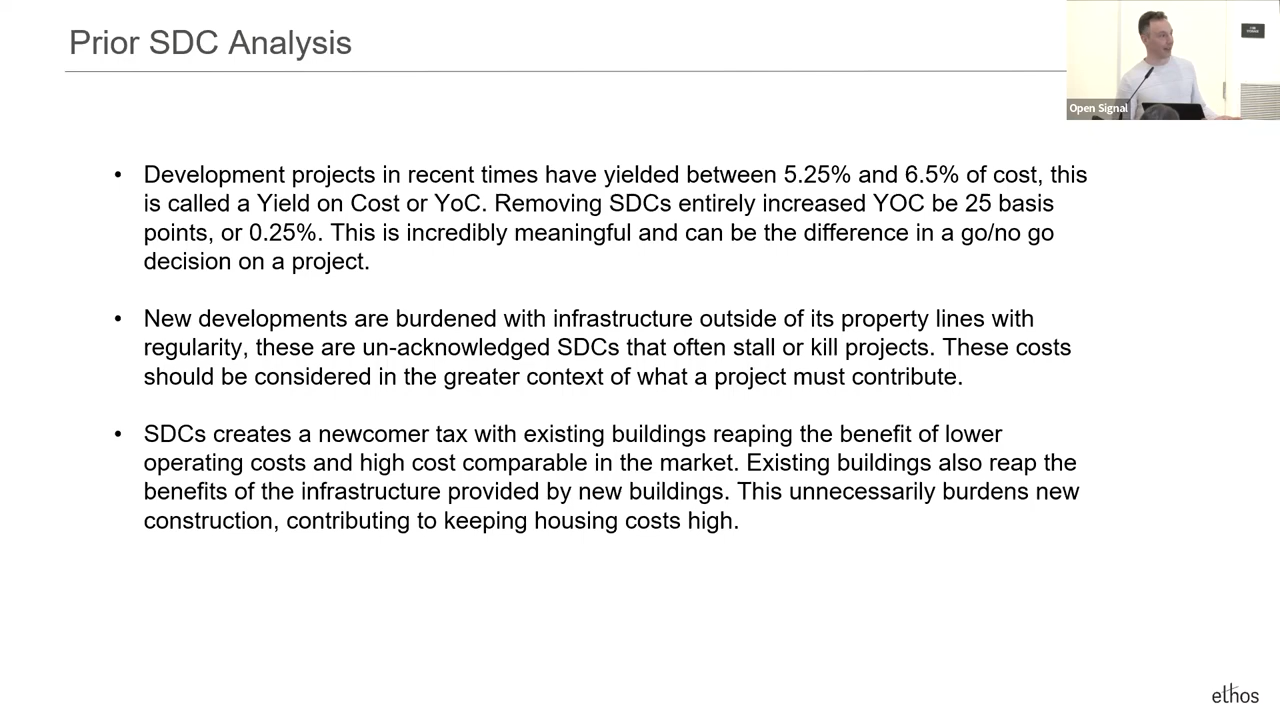 Prior SDC Analysis
Open Signal
• Development projects in recent times have yielded between 5.25% and 6.5% of cost, this
is called a Yield on Cost or YoC. Removing SDCs entirely increased YOC be 25 basis
points, or 0.25%. This is incredibly meaningful and can be the difference in a go/no go
decision on a project.
• New developments are burdened with infrastructure outside of its property lines with
regularity, these are un-acknowledged SDCs that often stall or kill projects. These costs
should be considered in the greater context of what a project must contribute.
• SDCs creates a newcomer tax with existing buildings reaping the benefit of lower
operating costs and high cost comparable in the market. Existing buildings also reap the
benefits of the infrastructure provided by new buildings. This unnecessarily burdens new
construction, contributing to keeping housing costs high.
ethos